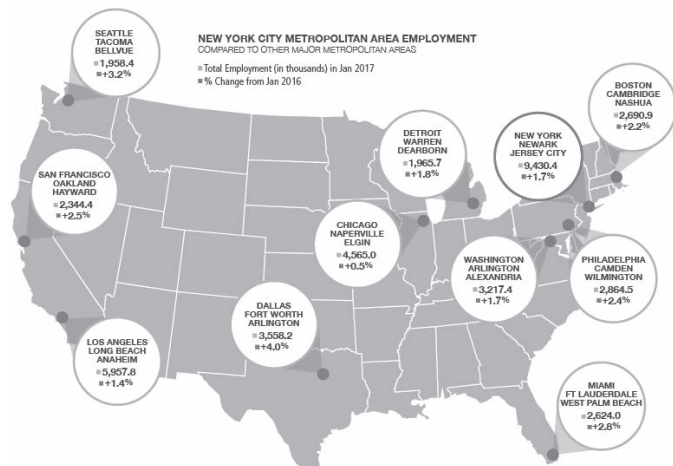 NEW YORK CITY METROPOLITAN AREA EMPLOYMENT
COMPARED TO OTHER MAJOR METROPOLITAN AREAS
Total Employment (in thousands) in Jan 2017
% Change from Jan 2016
SEATTLE
TACOMA
BELLVUE
1,958.4
+3.2%
BOSTON
CAMBRIDGE
NASHUA
2,690.9
+2.2%
DETROIT
WARREN
DEARBORN
1,965.7
+1.8%
NEW YORK
NEWARK
JERSEY CITY
9,430.4
+1.7%
SAN FRANCISCO
OAKLAND
HAYWARD
2,344.4
+2.5%
CHICAGO
NAPERVILLE
ELGIN
4,565.0
+0.5%
WASHINGTON
ARLINGTON
ALEXANDRIA
3,217.4
+1.7%
PHILADELPHIA
CAMDEN
WILMINGTON
2,864.5
+2.4%
DALLAS
FORT WORTH
ARLINGTON
3,558.2
+4.0%
LOS ANGELES
LONG BEACH
ANAHEIM
5,957.8
+1.4%
MIAMI
FT LAUDERDALE
WEST PALM BEACH
2,624.0
+2.8%